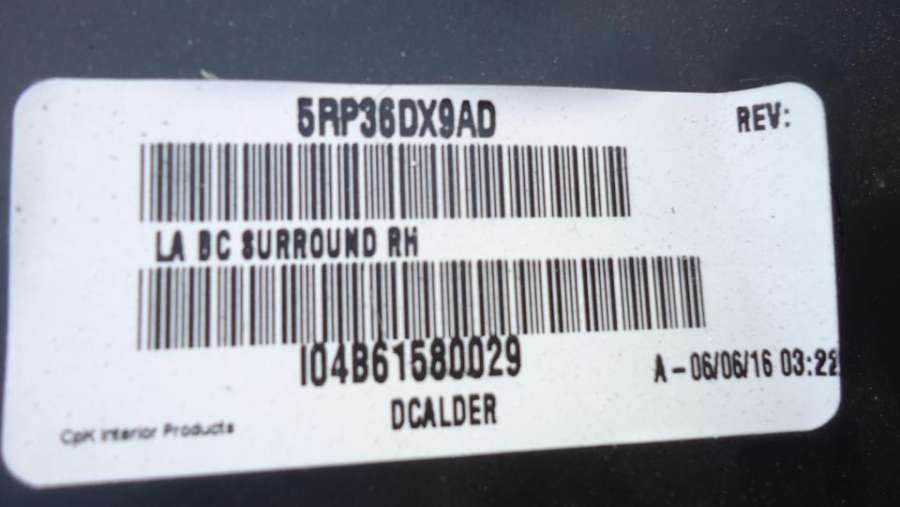 5RP36DX9AD
REV:
LA BC SURROUND RH
I04B61580029
A - 06/06/16 03:22
DCALDER
CpK Interior Products